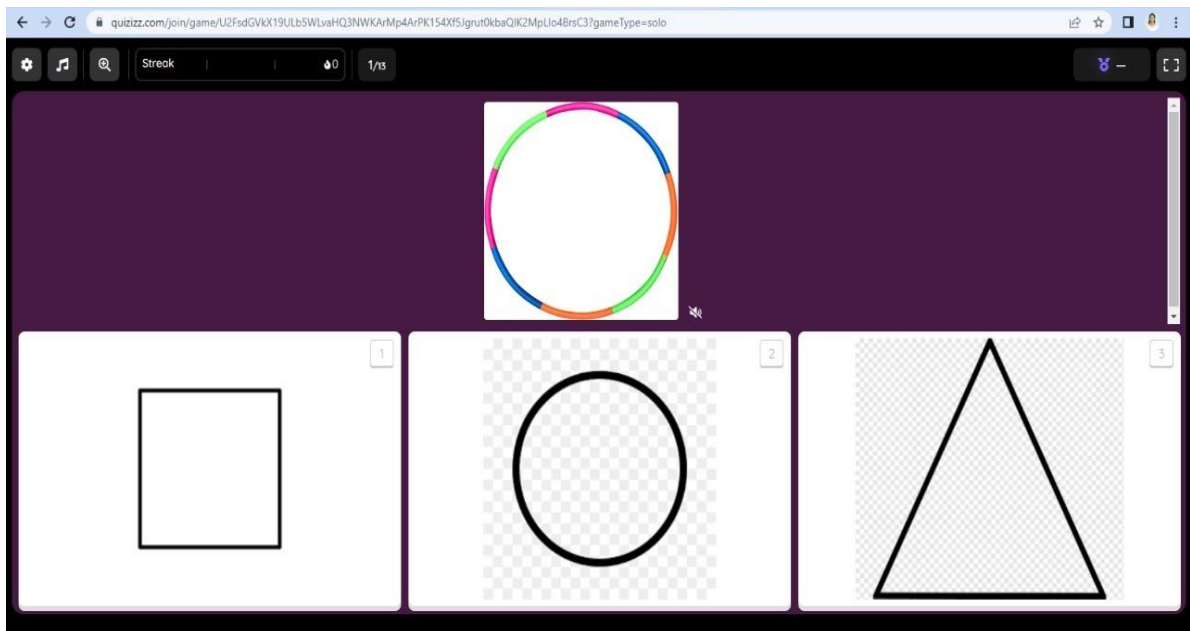 quizizz.com/join/game/U2FsdGVkX19ULb5WLvaHQ3NWKArMp4ArPK154Xf5Jgrut0kbaQIK2MpLIo4BrsC3?gameType=solo
Streak 0 1/13 –
1 2 3